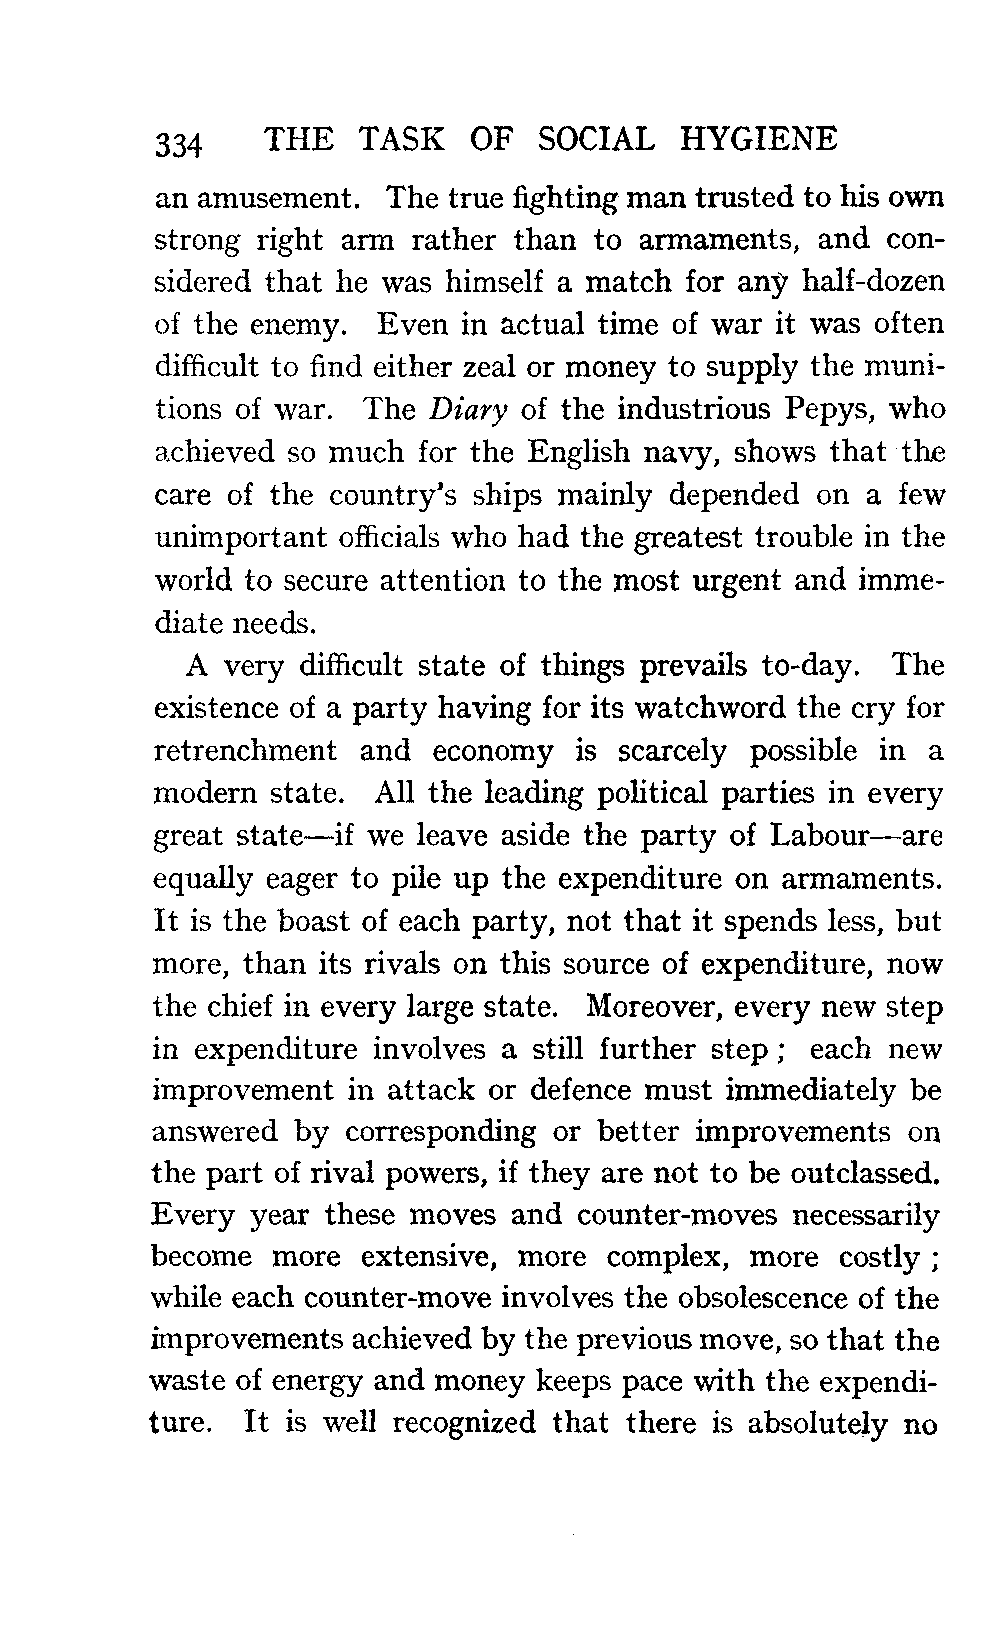 334 THE TASK OF SOCIAL HYGIENE
an amusement. The true fighting man trusted to his own
strong right arm rather than to armaments, and con-
sidered that he was himself a match for any half-dozen
of the enemy. Even in actual time of war it was often
difficult to find either zeal or money to supply the muni-
tions of war. The Diary of the industrious Pepys, who
achieved so much for the English navy, shows that the
care of the country's ships mainly depended on a few
unimportant officials who had the greatest trouble in the
world to secure attention to the most urgent and imme-
diate needs.
A very difficult state of things prevails to-day. The
existence of a party having for its watchword the cry for
retrenchment and economy is scarcely possible in a
modern state. All the leading political parties in every
great state—if we leave aside the party of Labour—are
equally eager to pile up the expenditure on armaments.
It is the boast of each party, not that it spends less, but
more, than its rivals on this source of expenditure, now
the chief in every large state. Moreover, every new step
in expenditure involves a still further step ; each new
improvement in attack or defence must immediately be
answered by corresponding or better improvements on
the part of rival powers, if they are not to be outclassed.
Every year these moves and counter-moves necessarily
become more extensive, more complex, more costly ;
while each counter-move involves the obsolescence of the
improvements achieved by the previous move, so that the
waste of energy and money keeps pace with the expendi-
ture. It is well recognized that there is absolutely no